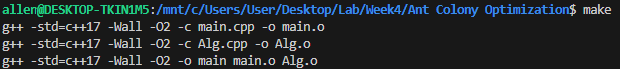 allen@DESKTOP-TKIN1M5:/mnt/c/Users/User/Desktop/Lab/Week4/Ant Colony Optimization$ make
g++ -std=c++17 -Wall -O2 -c main.cpp -o main.o
g++ -std=c++17 -Wall -O2 -c Alg.cpp -o Alg.o
g++ -std=c++17 -Wall -O2 -o main main.o Alg.o